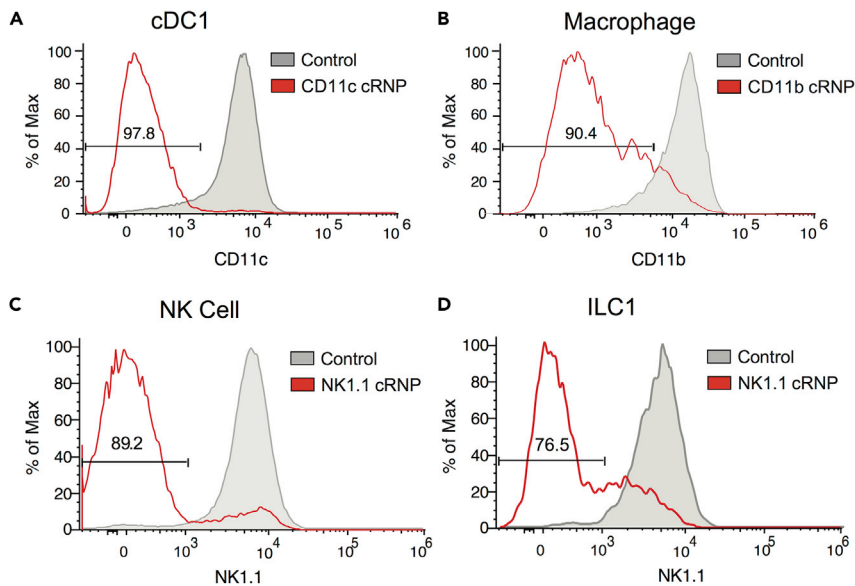 A
cDC1
% of Max
100
80
60
40
20
0
97.8
Control
CD11c cRNP
0 10^3 10^4 10^5 10^6
CD11c
B
Macrophage
% of Max
100
80
60
40
20
0
90.4
Control
CD11b cRNP
0 10^3 10^4 10^5 10^6
CD11b
C
NK Cell
% of Max
100
80
60
40
20
0
89.2
Control
NK1.1 cRNP
0 10^3 10^4 10^5 10^6
NK1.1
D
ILC1
% of Max
100
80
60
40
20
0
76.5
Control
NK1.1 cRNP
0 10^3 10^4 10^5 10^6
NK1.1